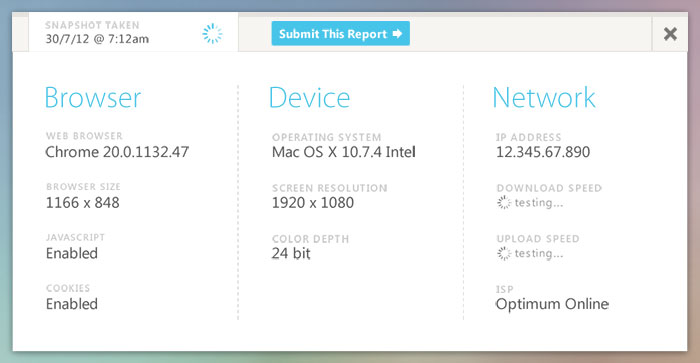 SNAPSHOT TAKEN
30/7/12 @ 7:12am
Submit This Report
Browser
WEB BROWSER
Chrome 20.0.1132.47
BROWSER SIZE
1166 x 848
JAVASCRIPT
Enabled
COOKIES
Enabled
Device
OPERATING SYSTEM
Mac OS X 10.7.4 Intel
SCREEN RESOLUTION
1920 x 1080
COLOR DEPTH
24 bit
Network
IP ADDRESS
12.345.67.890
DOWNLOAD SPEED
testing...
UPLOAD SPEED
testing...
ISP
Optimum Online